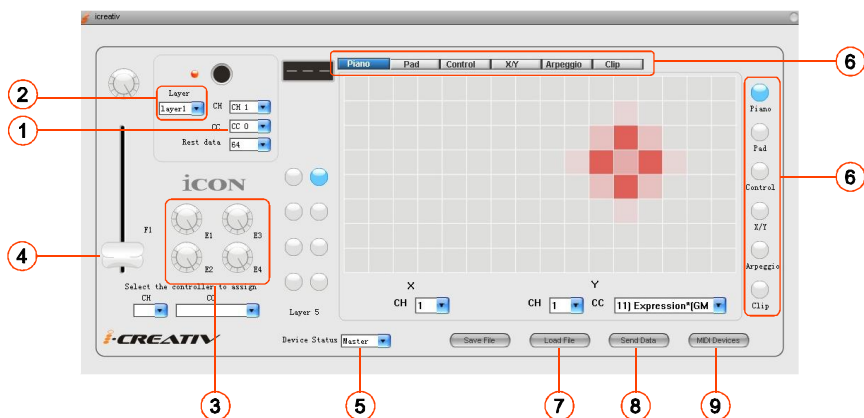 icreativ
Piano Pad Control X/Y Arpeggio Clip
6
Layer
2
layer1
CH CH 1
1
CC CC 0
Rest data 64
Piano
Pad
6
Control
X/Y
Arpeggio
Clip
iCON
F1
E1 E3
E2 E4
4
Select the controller to assign
CH CC
Layer 5
X Y
CH 1 CH 1 CC 11) Expression*(GM
i·CREATIV
Device Status Master
Save File Load File Send Data MIDI Devices
3 5 7 8 9